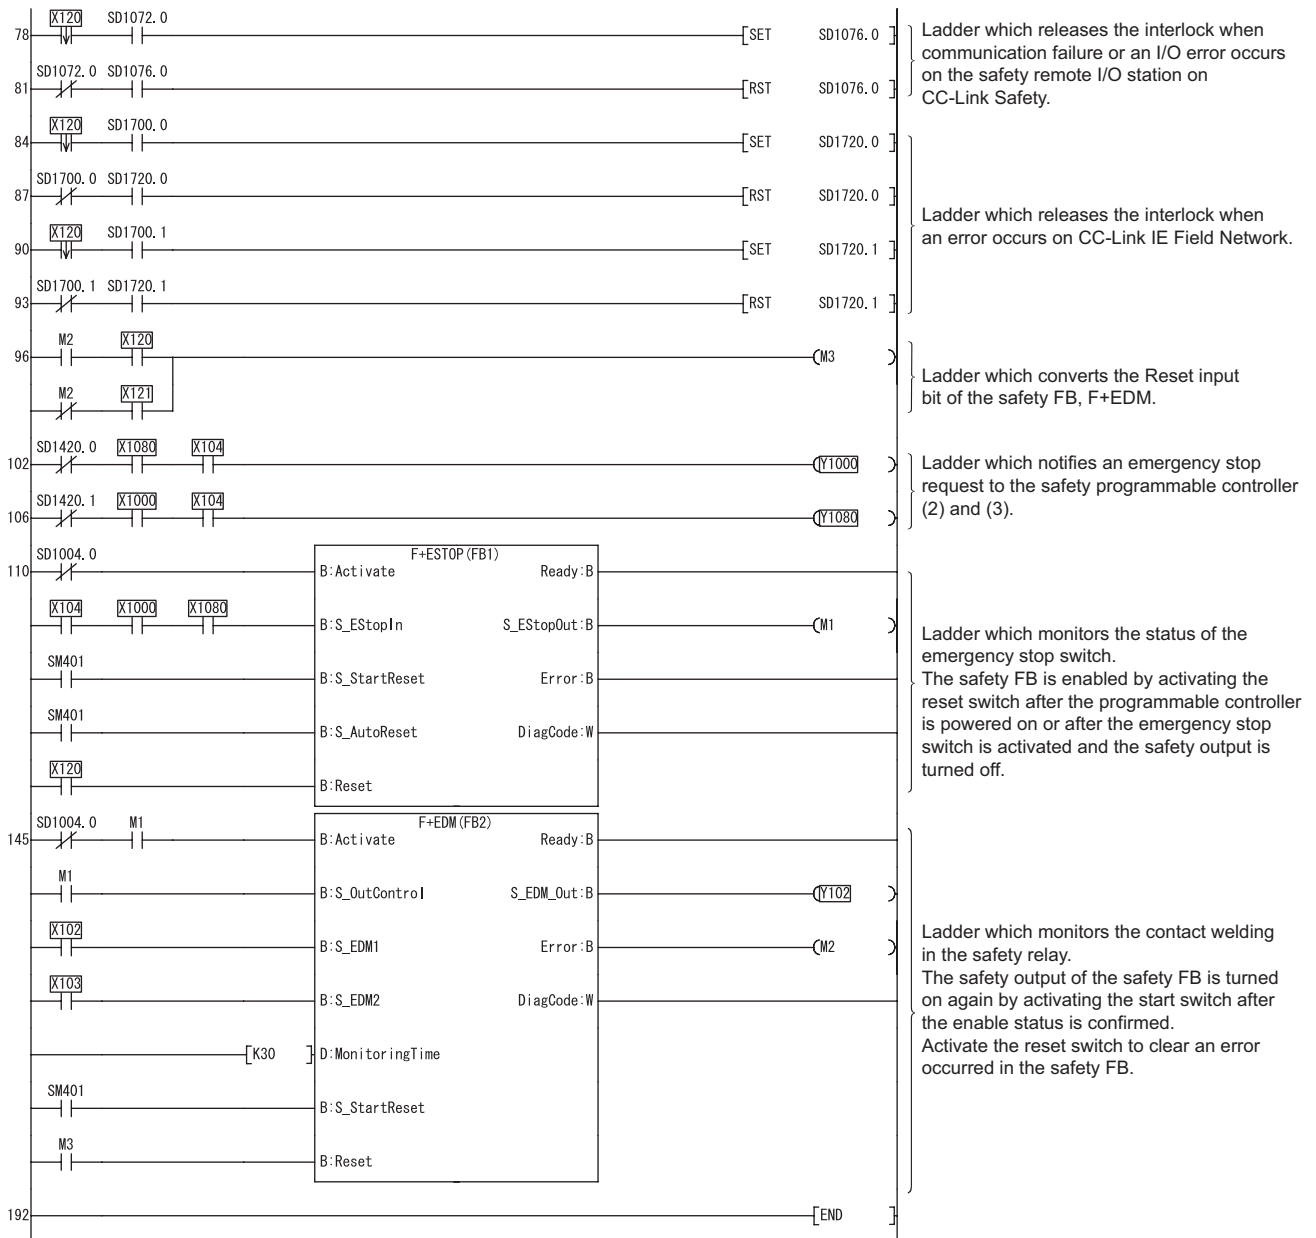 X120 SD1072.0
78 [SET SD1076.0 ]
SD1072.0 SD1076.0
81 [RST SD1076.0 ]
Ladder which releases the interlock when
communication failure or an I/O error occurs
on the safety remote I/O station on
CC-Link Safety.
X120 SD1700.0
84 [SET SD1720.0 ]
SD1700.0 SD1720.0
87 [RST SD1720.0 ]
X120 SD1700.1
90 [SET SD1720.1 ]
SD1700.1 SD1720.1
93 [RST SD1720.1 ]
Ladder which releases the interlock when
an error occurs on CC-Link IE Field Network.
M2 X120
96 (M3 )
M2 X121
Ladder which converts the Reset input
bit of the safety FB, F+EDM.
SD1420.0 X1080 X104
102 (Y1000 )
SD1420.1 X1000 X104
106 (Y1080 )
Ladder which notifies an emergency stop
request to the safety programmable controller
(2) and (3).
SD1004.0 F+ESTOP(FB1)
110 B:Activate Ready:B
X104 X1000 X1080
B:S_EStopIn S_EStopOut:B (M1 )
SM401
B:S_StartReset Error:B
SM401
B:S_AutoReset DiagCode:W
X120
B:Reset
Ladder which monitors the status of the
emergency stop switch.
The safety FB is enabled by activating the
reset switch after the programmable controller
is powered on or after the emergency stop
switch is activated and the safety output is
turned off.
SD1004.0 M1 F+EDM(FB2)
145 B:Activate Ready:B
M1
B:S_OutControl S_EDM_Out:B (Y102 )
X102
B:S_EDM1 Error:B (M2 )
X103
B:S_EDM2 DiagCode:W
[K30 ] D:MonitoringTime
SM401
B:S_StartReset
M3
B:Reset
Ladder which monitors the contact welding
in the safety relay.
The safety output of the safety FB is turned
on again by activating the start switch after
the enable status is confirmed.
Activate the reset switch to clear an error
occurred in the safety FB.
192 [END ]